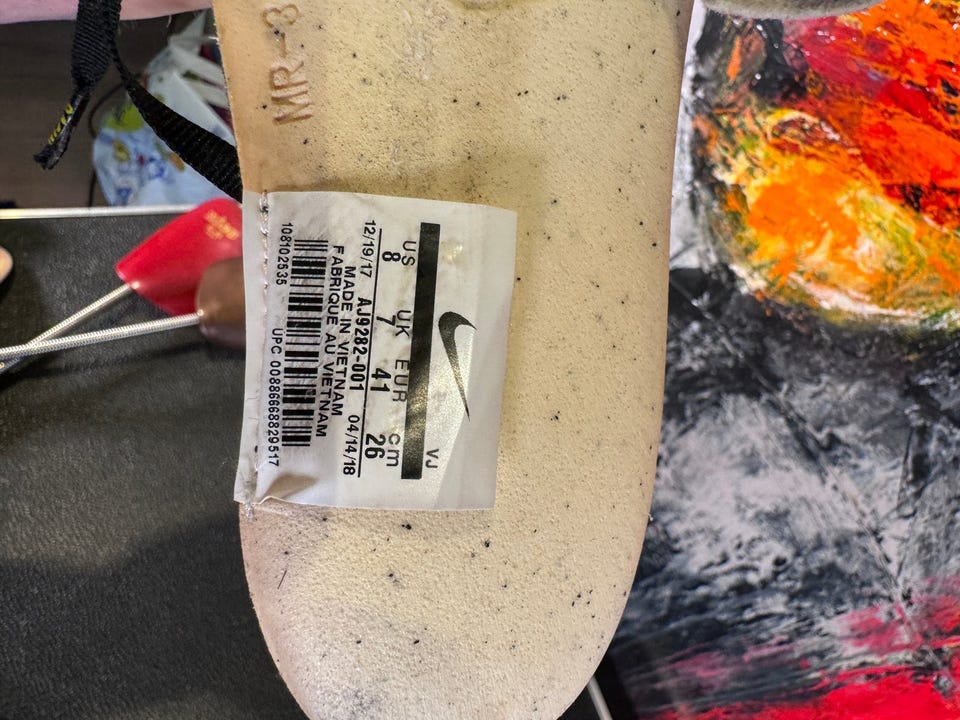 MR-3
VJ
US UK EUR cm
8 7 41 26
12/19/17 AJ9282-001 04/14/18
MADE IN VIETNAM
FABRIQUE AU VIETNAM
108102535 UPC 00886668829517